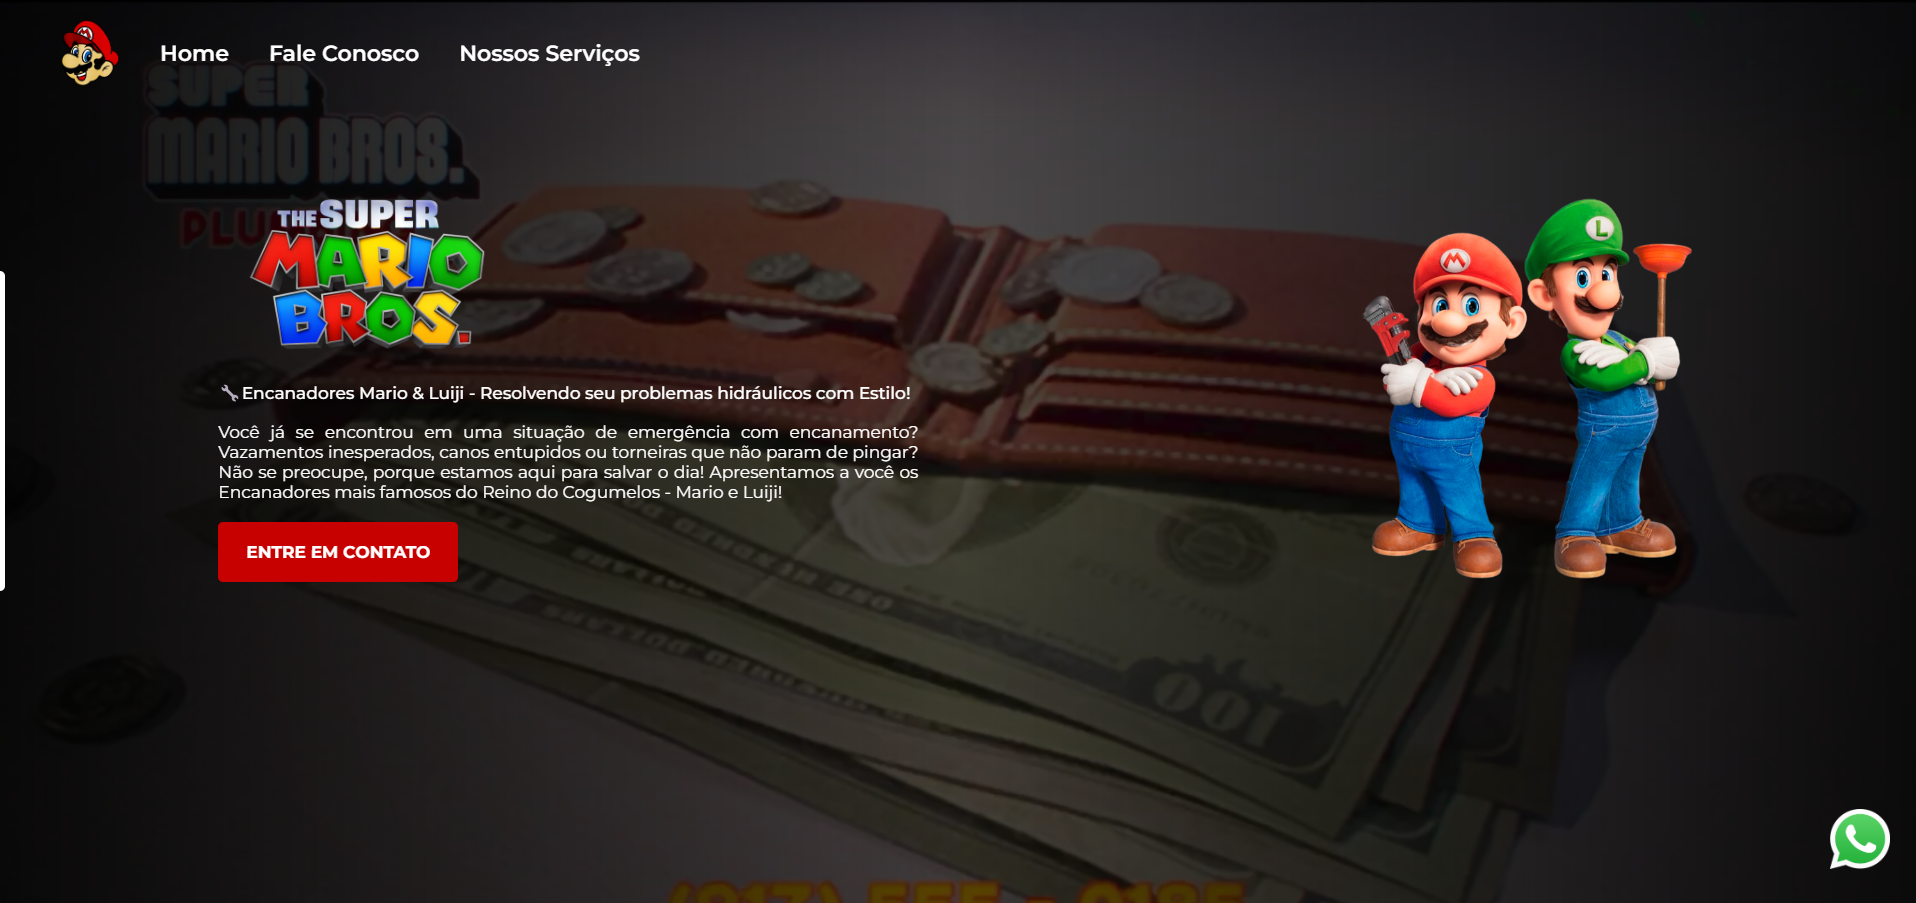 Home Fale Conosco Nossos Serviços
SUPER
MARIO BROS.
PLU
THE SUPER
MARIO
BROS.
Encanadores Mario & Luiji - Resolvendo seu problemas hidráulicos com Estilo!
Você já se encontrou em uma situação de emergência com encanamento?
Vazamentos inesperados, canos entupidos ou torneiras que não param de pingar?
Não se preocupe, porque estamos aqui para salvar o dia! Apresentamos a você os
Encanadores mais famosos do Reino do Cogumelos - Mario e Luiji!
ENTRE EM CONTATO
100